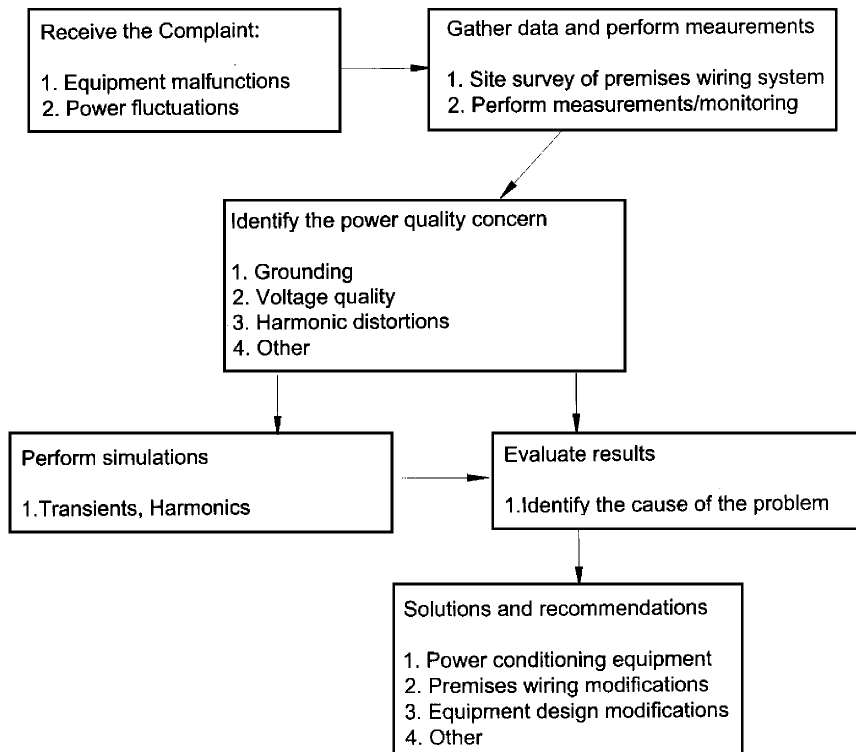 Receive the Complaint:
1. Equipment malfunctions
2. Power fluctuations
Gather data and perform meaurements
1. Site survey of premises wiring system
2. Perform measurements/monitoring
Identify the power quality concern
1. Grounding
2. Voltage quality
3. Harmonic distortions
4. Other
Perform simulations
1.Transients, Harmonics
Evaluate results
1.Identify the cause of the problem
Solutions and recommendations
1. Power conditioning equipment
2. Premises wiring modifications
3. Equipment design modifications
4. Other